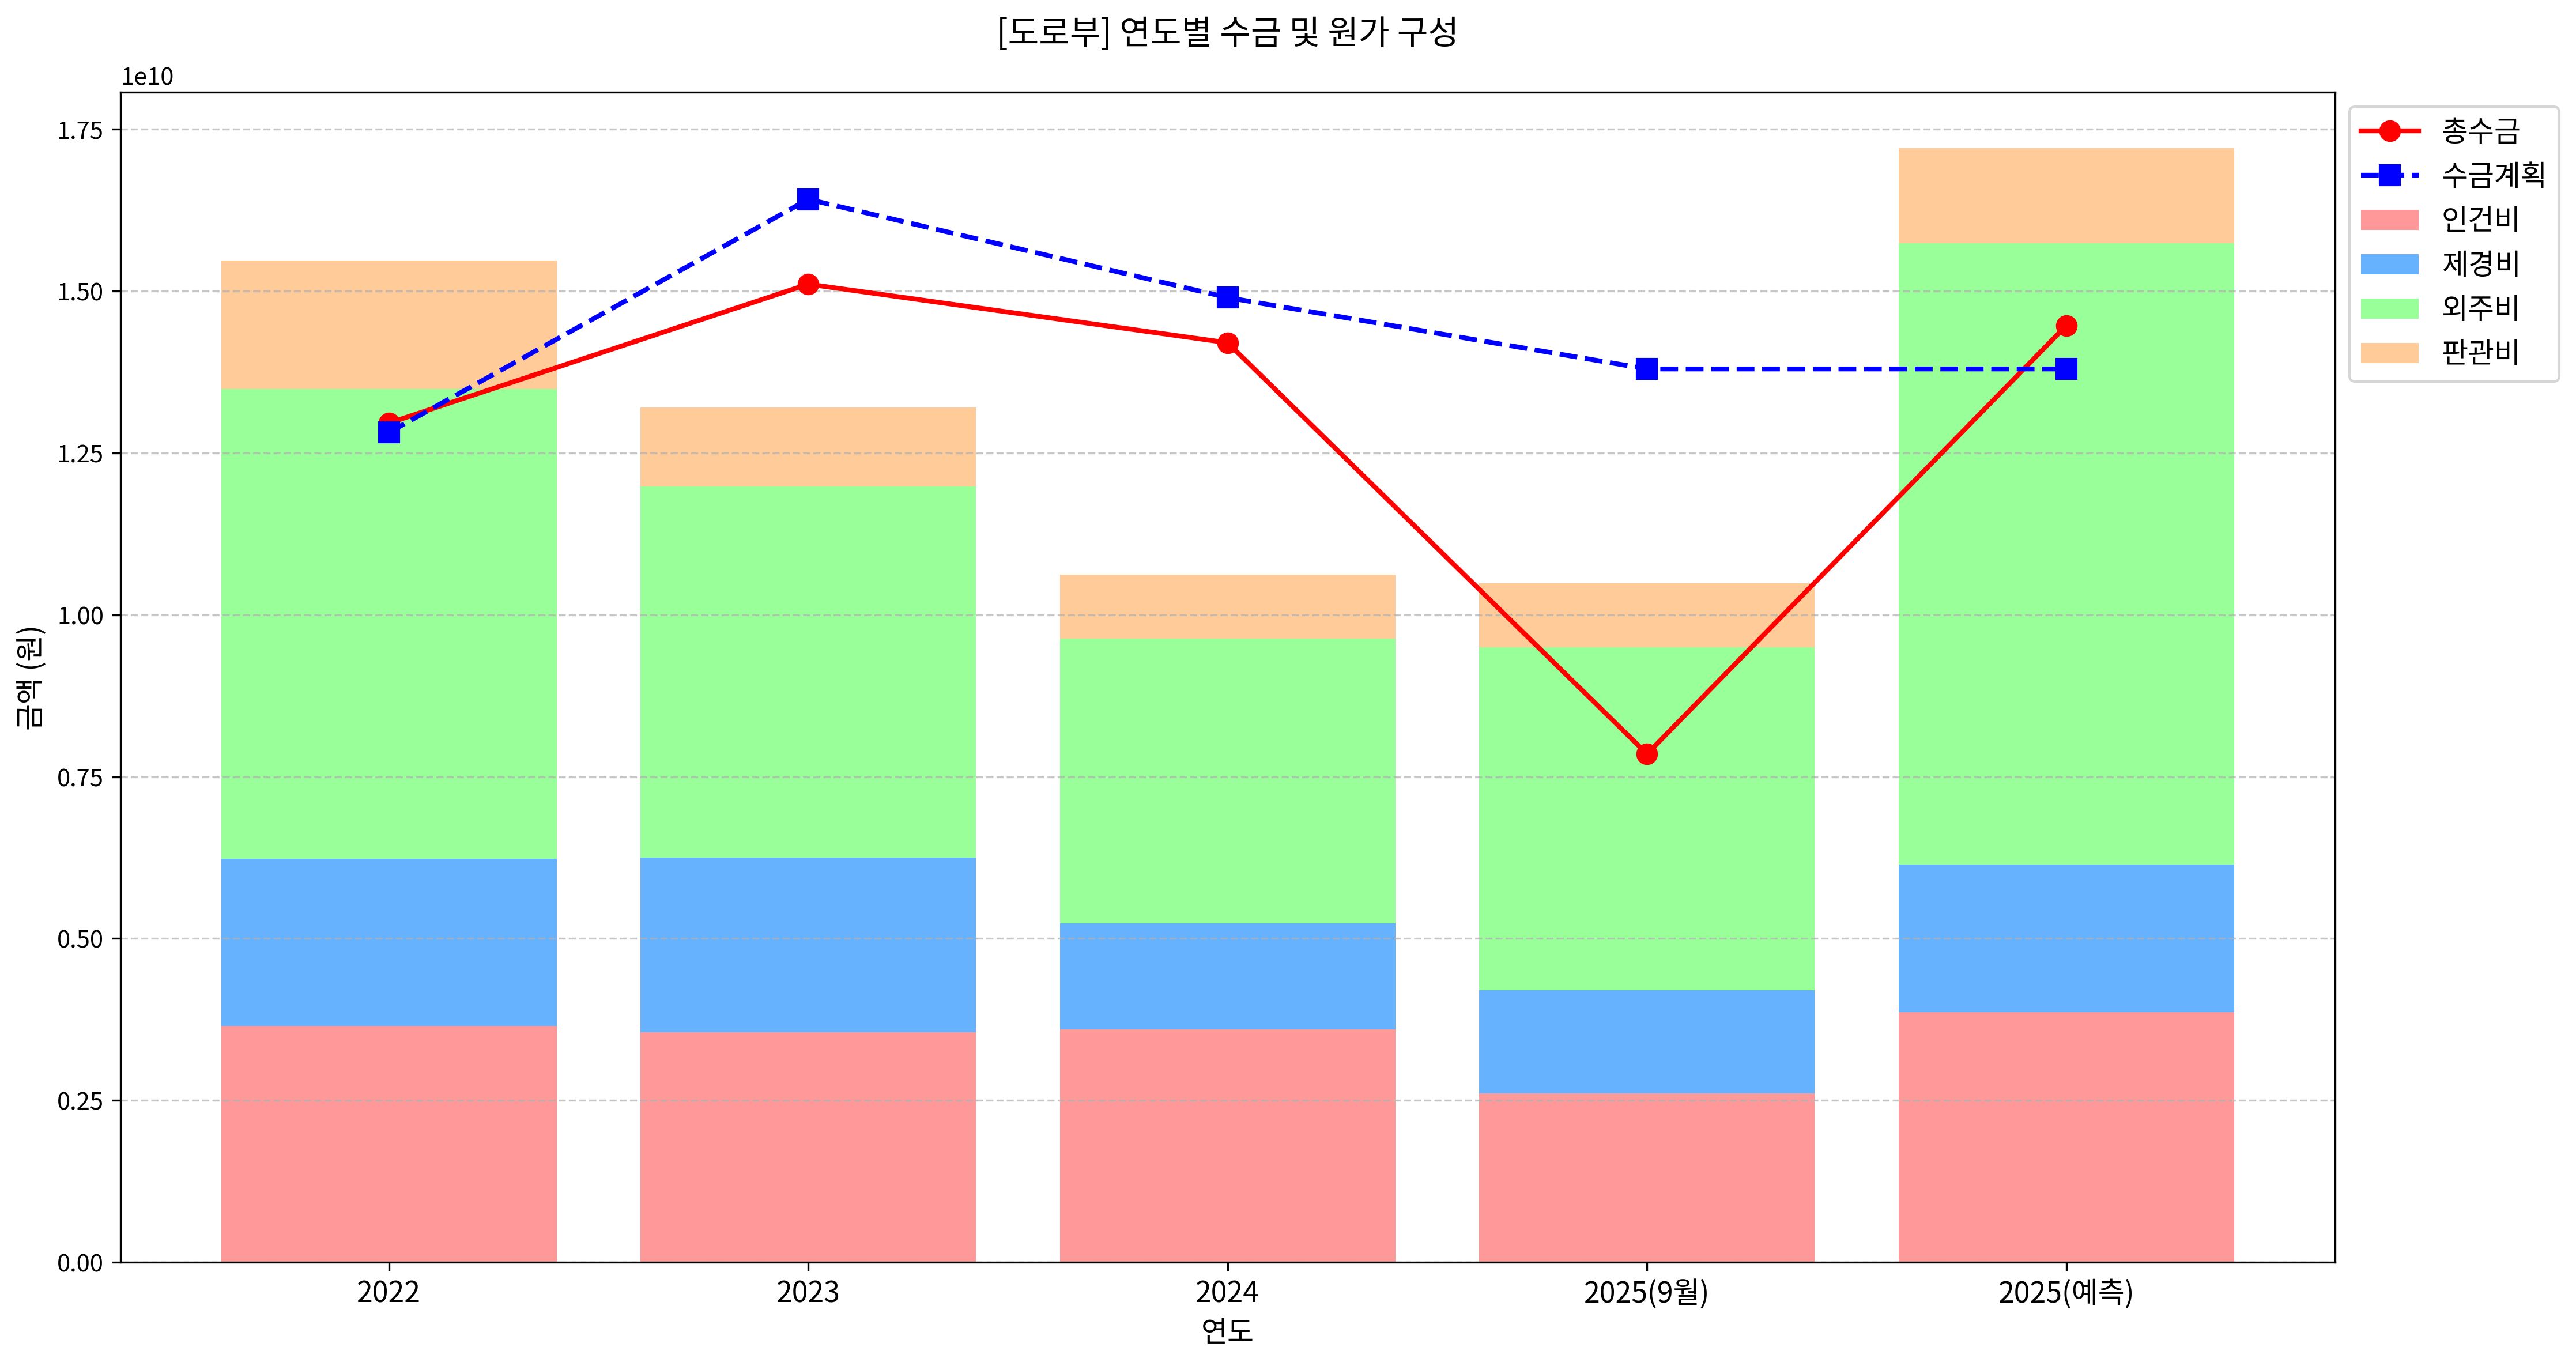 [도로부] 연도별 수금 및 원가 구성
1e10
1.75
1.50
1.25
1.00
0.75
0.50
0.25
0.00
금액 (원)
2022
2023
2024
2025(9월)
2025(예측)
연도
총수금
수금계획
인건비
제경비
외주비
판관비